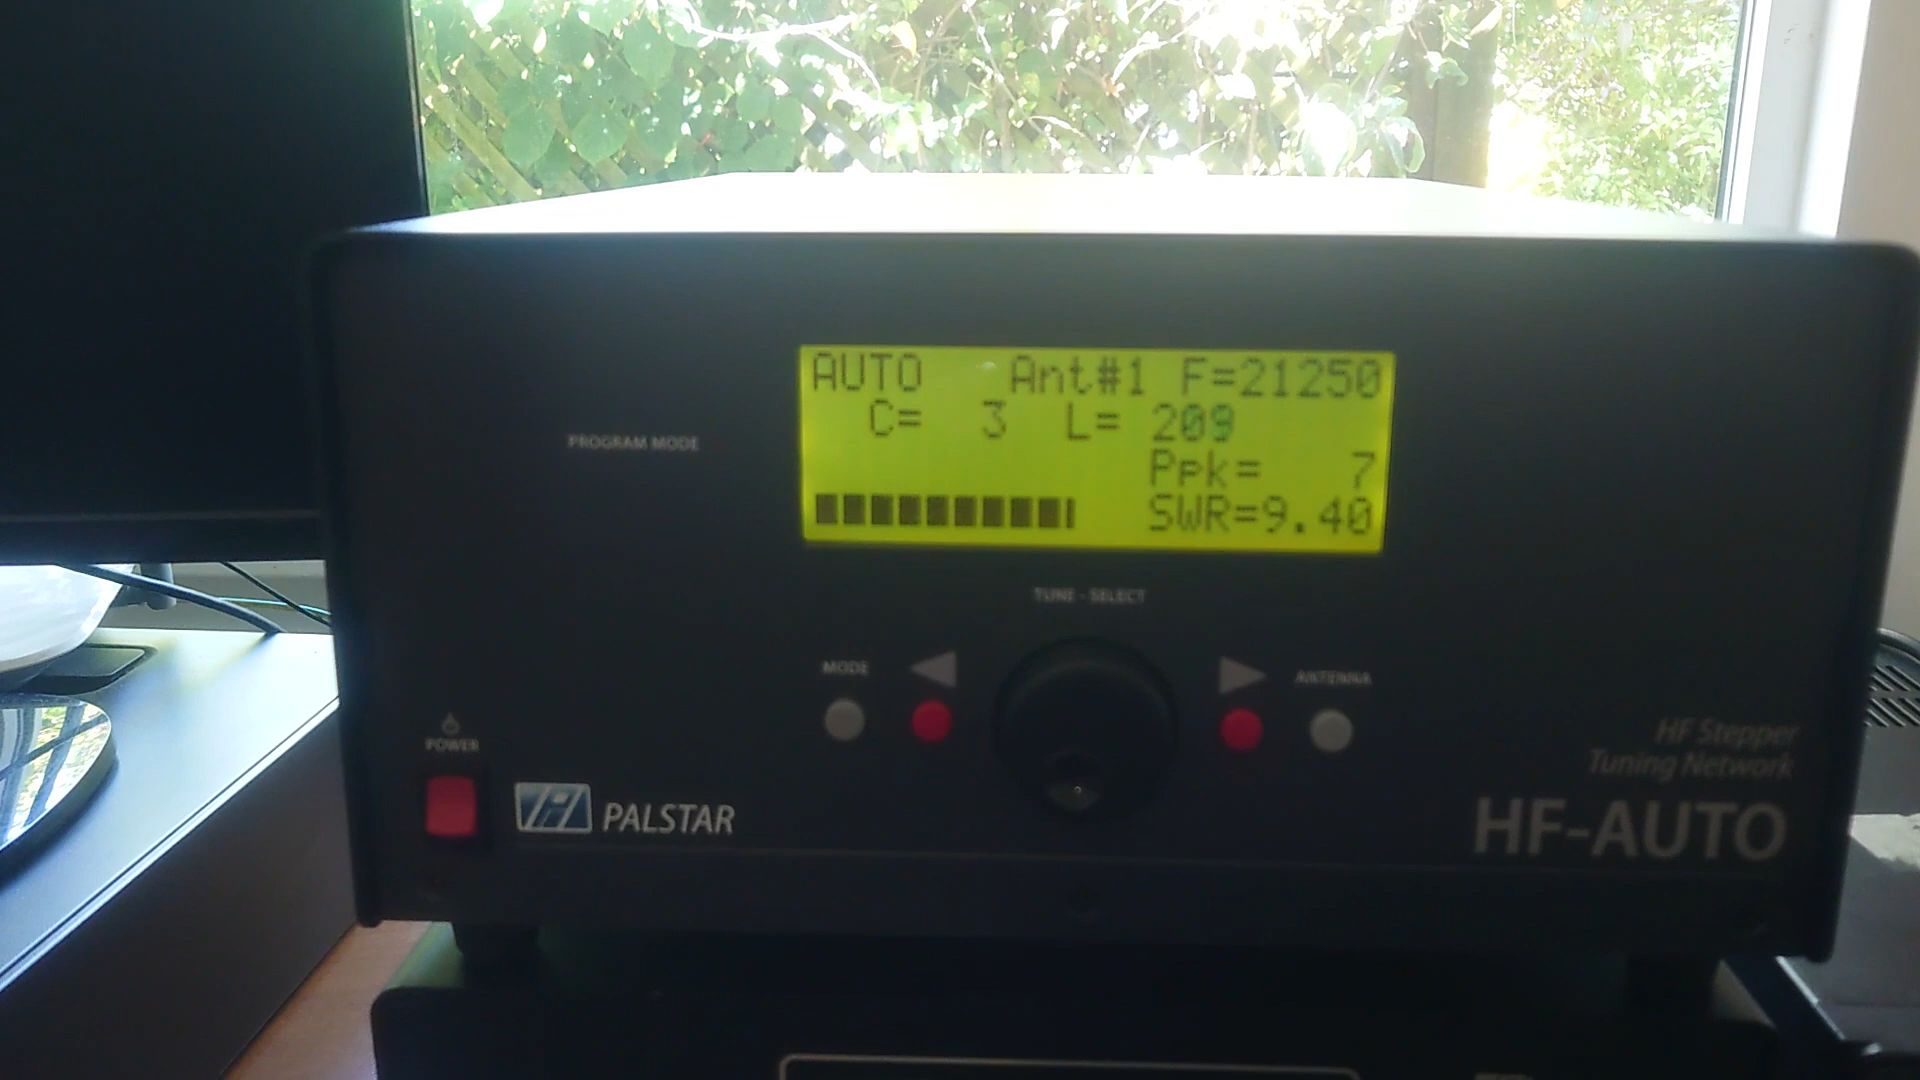 AUTO Ant#1 F=21250
C= 3 L= 209
Ppk= 7
SWR=9.40
PROGRAM MODE
TUNE - SELECT
MODE
ANTENNA
POWER
PALSTAR
HF Stepper
Tuning Network
HF-AUTO